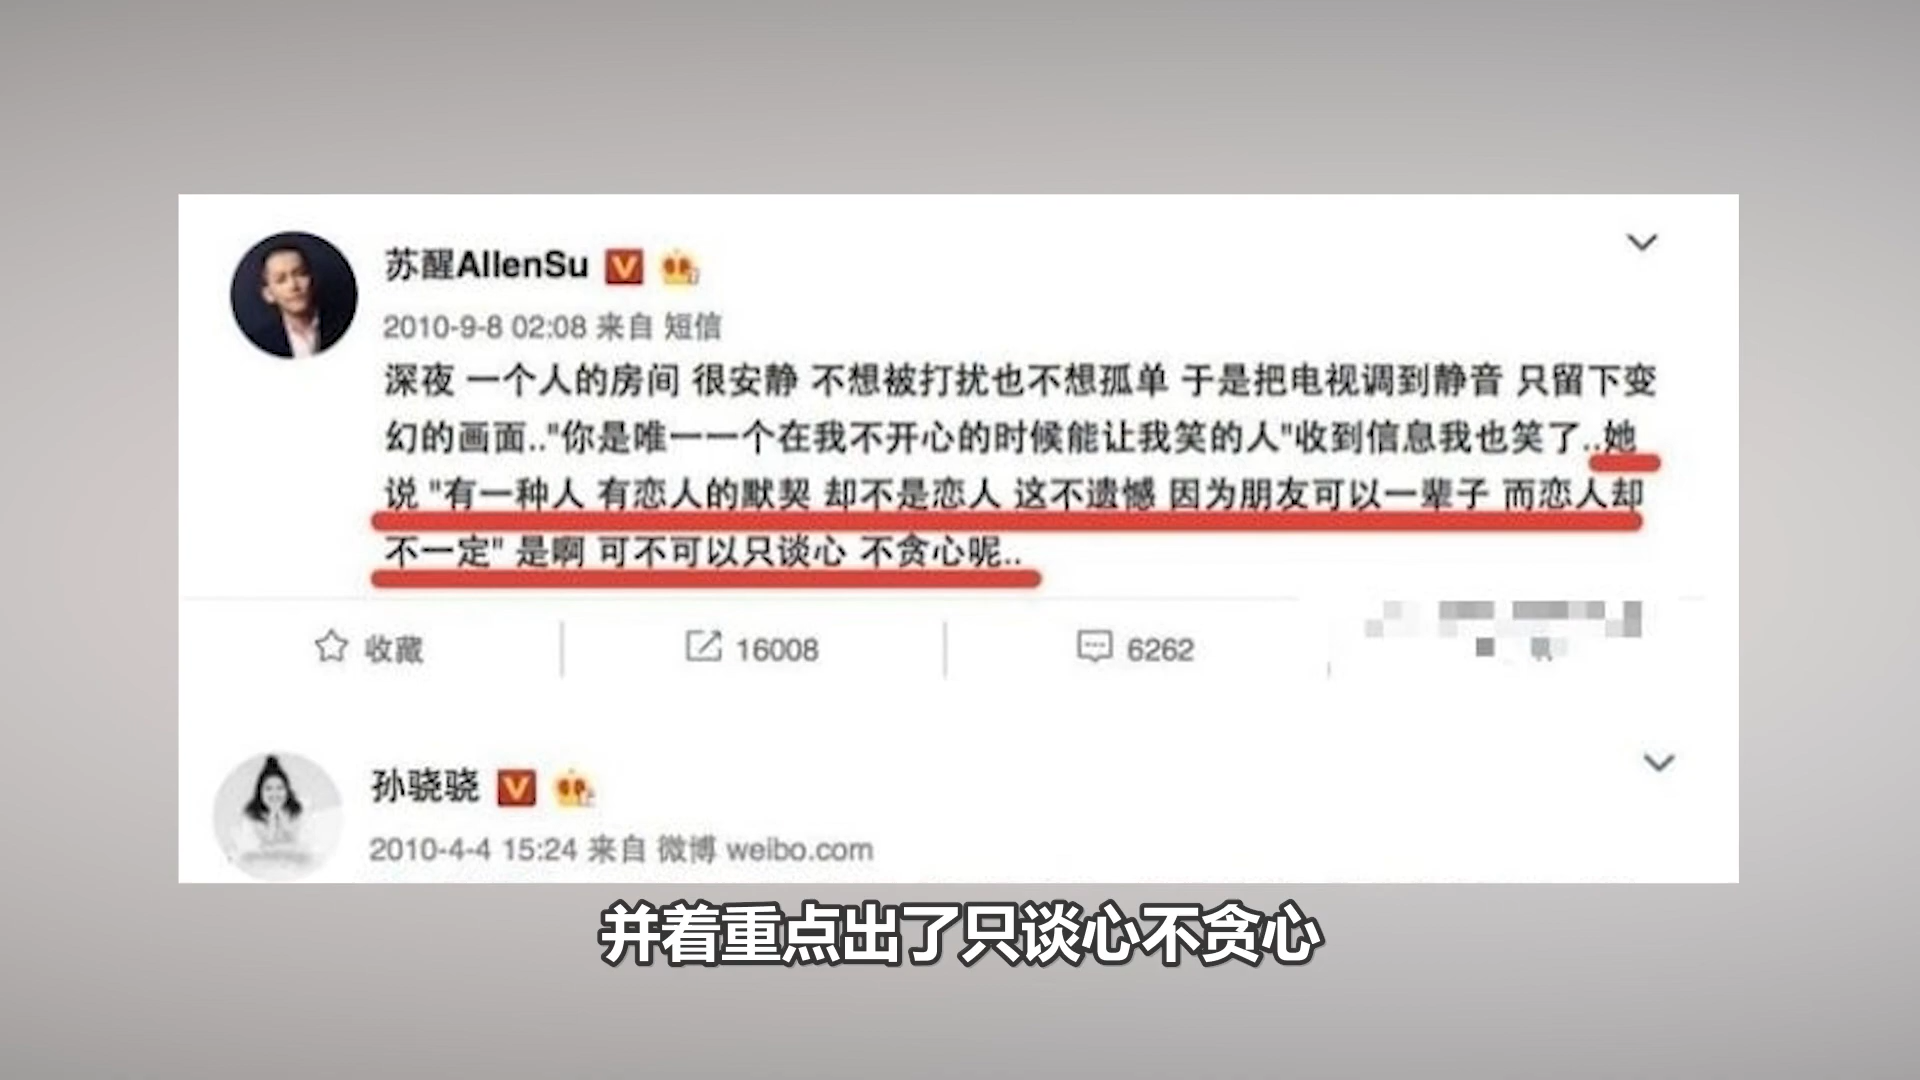 苏醒AllenSu
2010-9-8 02:08 来自 短信
深夜 一个人的房间 很安静 不想被打扰也不想孤单 于是把电视调到静音 只留下变
幻的画面.."你是唯一一个在我不开心的时候能让我笑的人"收到信息我也笑了..她
说 "有一种人 有恋人的默契 却不是恋人 这不遗憾 因为朋友可以一辈子 而恋人却
不一定" 是啊 可不可以只谈心 不贪心呢..
收藏
16008
6262
孙骁骁
2010-4-4 15:24 来自 微博 weibo.com
并着重点出了只谈心不贪心